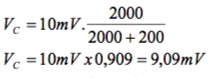 V_C = 10mV. 2000
2000 + 200
V_C = 10mV x 0,909 = 9,09mV